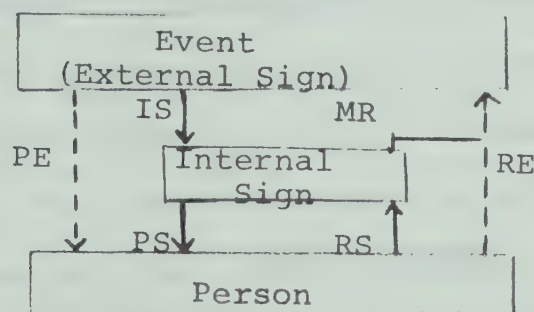 Event
(External Sign)
IS MR
PE RE
Internal
Sign
PS RS
Person